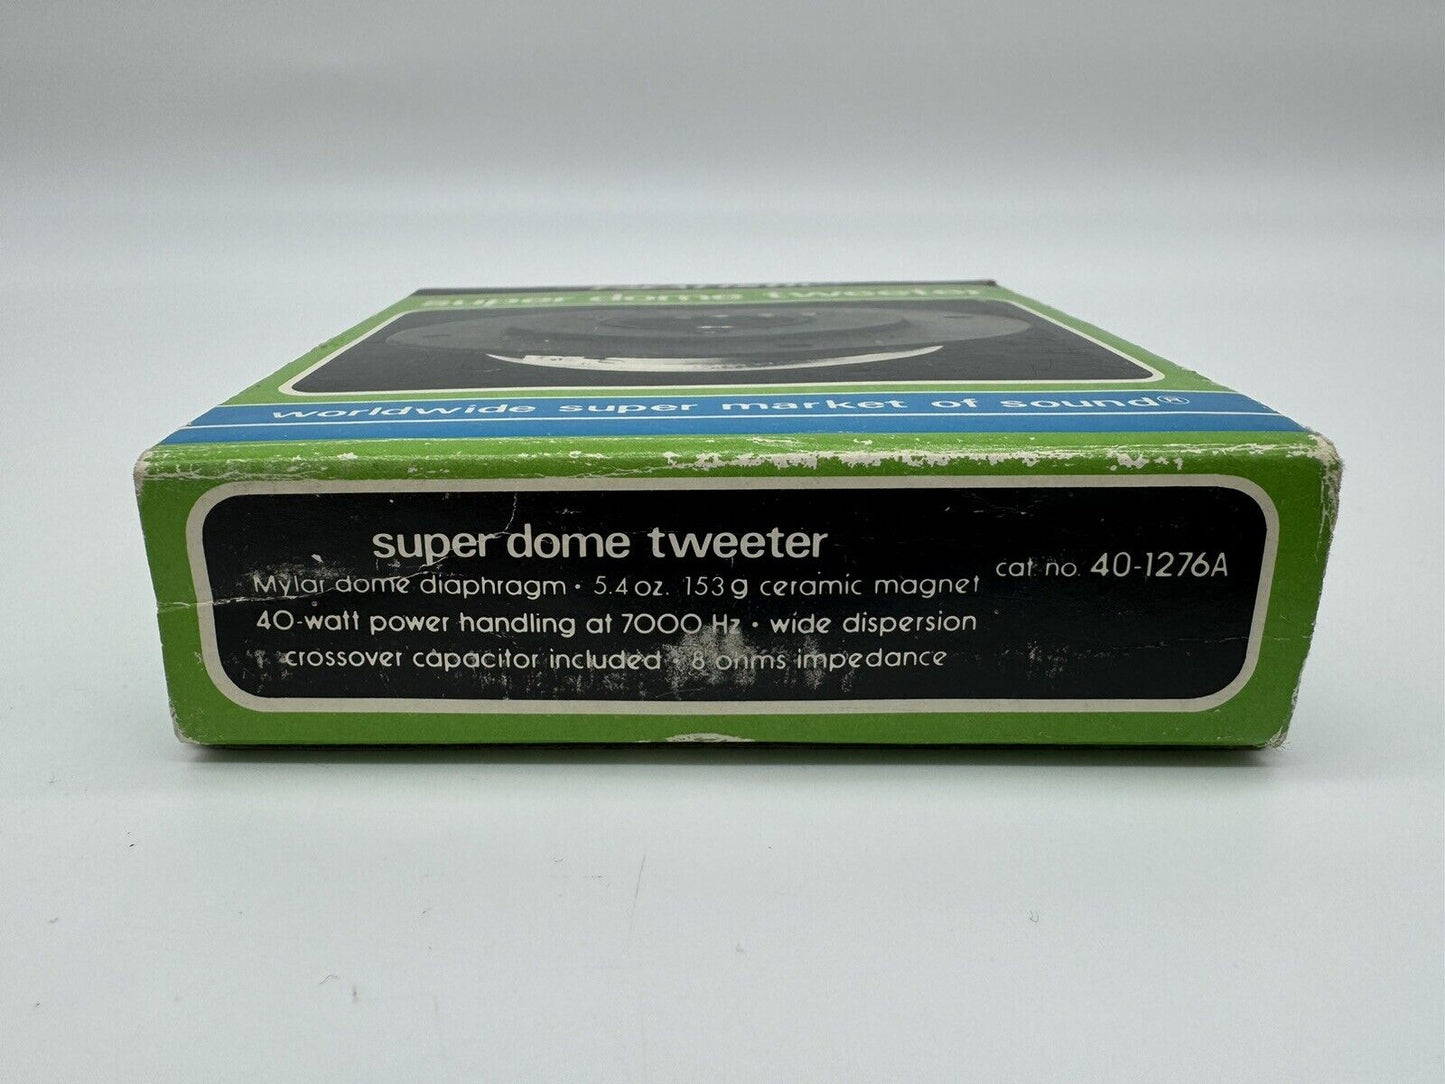 super dome tweeter
worldwide super market of sound®
super dome tweeter
Mylar dome diaphragm · 5.4 oz. 153 g ceramic magnet
cat. no. 40-1276A
40-watt power handling at 7000 Hz · wide dispersion
crossover capacitor included · 8 ohms impedance